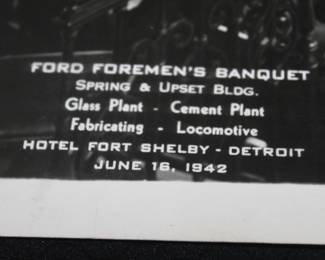 FORD FOREMEN'S BANQUET
SPRING & UPSET BLDG.
Glass Plant - Cement Plant
Fabricating - Locomotive
HOTEL FORT SHELBY - DETROIT
JUNE 16, 1942